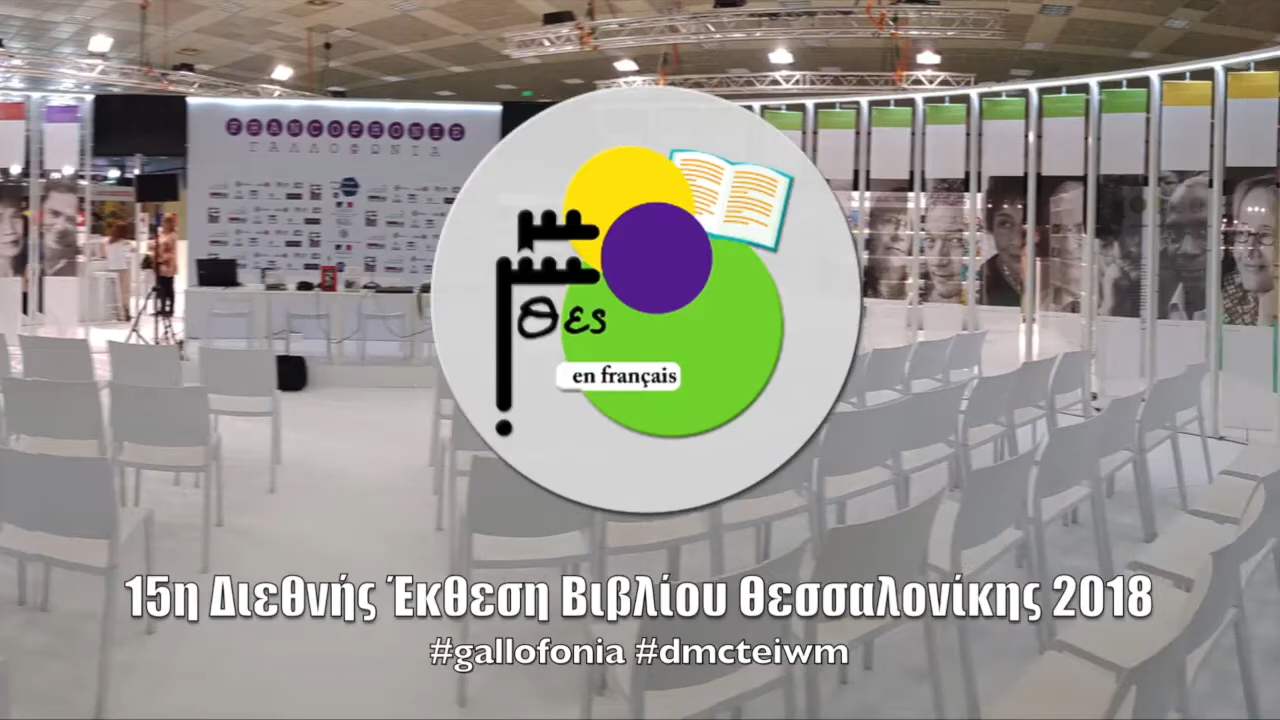 FRANCOPHONIE
ΓΑΛΛΟΦΩΝΙΑ
θες
en français
15η Διεθνής Έκθεση Βιβλίου Θεσσαλονίκης 2018
#gallofonia #dmcteiwm